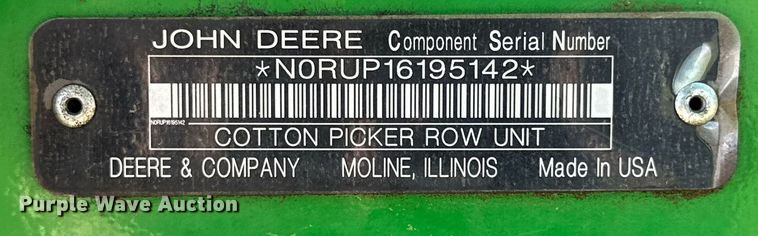 JOHN DEERE Component Serial Number
*N0RUP16195142*
N0RUP16195142
COTTON PICKER ROW UNIT
DEERE & COMPANY MOLINE, ILLINOIS Made In USA
Purple Wave Auction